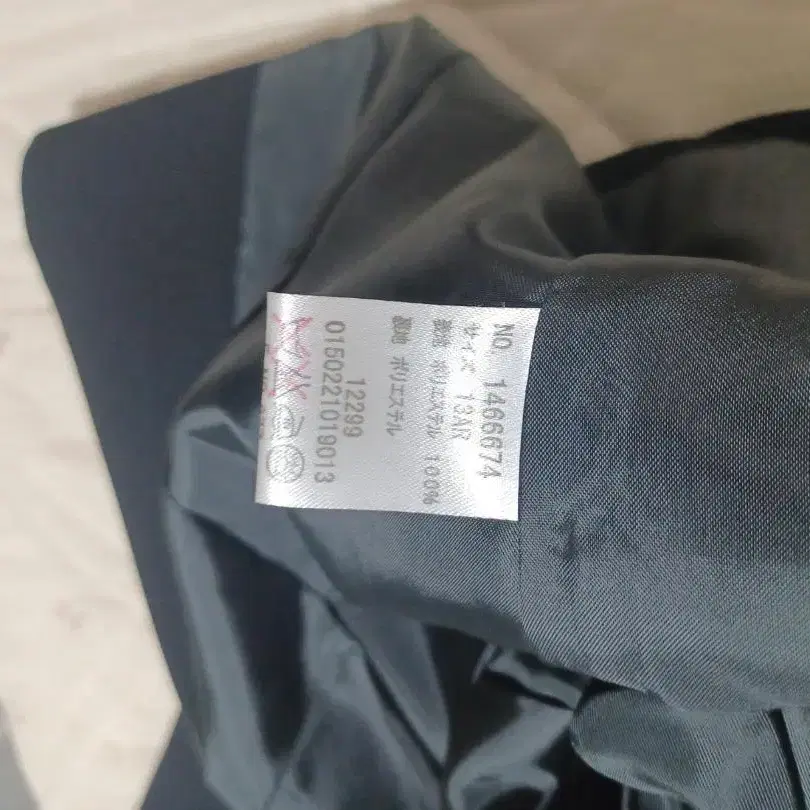 NO. 1466674
サイズ 13AR
表地 ポリエステル 100%
裏地 ポリエステル
12299
0150221019013